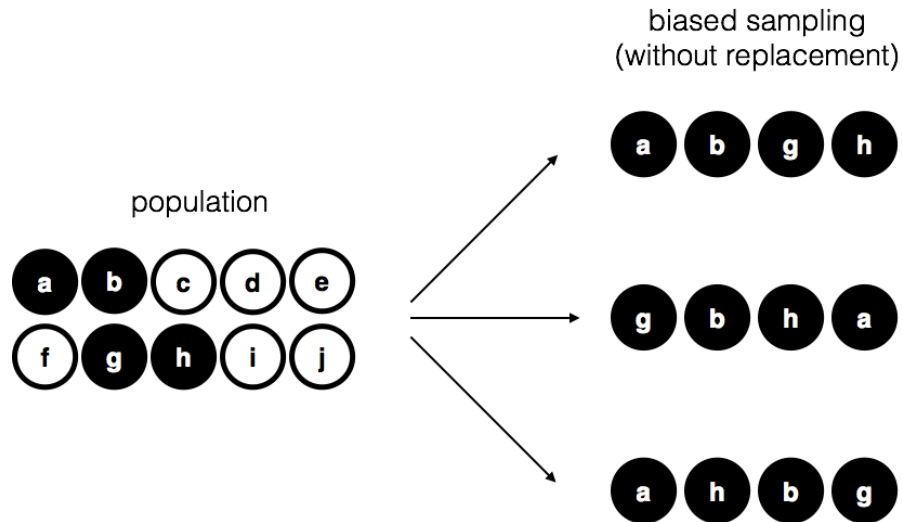 biased sampling
(without replacement)
a b g h
population
a b c d e
g b h a
f g h i j
a h b g